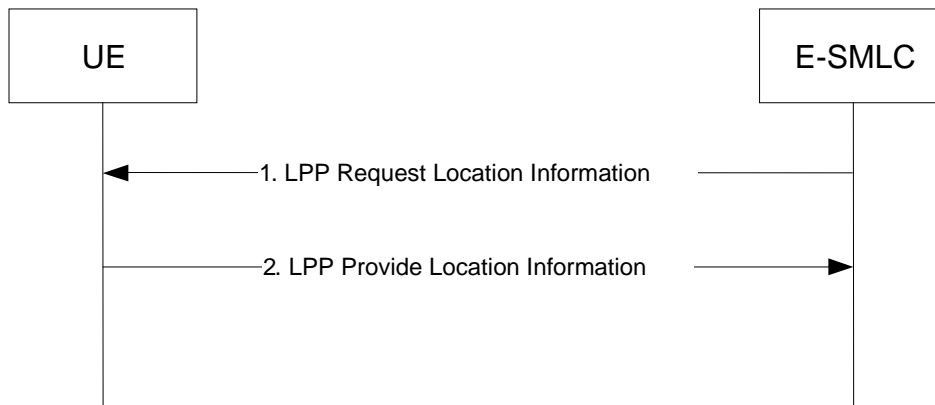 UE
E-SMLC
1. LPP Request Location Information
2. LPP Provide Location Information